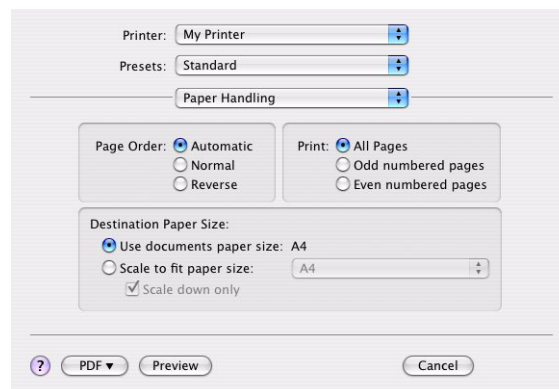 Printer: My Printer
Presets: Standard
Paper Handling
Page Order: Automatic
Normal
Reverse
Print: All Pages
Odd numbered pages
Even numbered pages
Destination Paper Size:
Use documents paper size: A4
Scale to fit paper size: A4
Scale down only
? PDF ▼ Preview Cancel